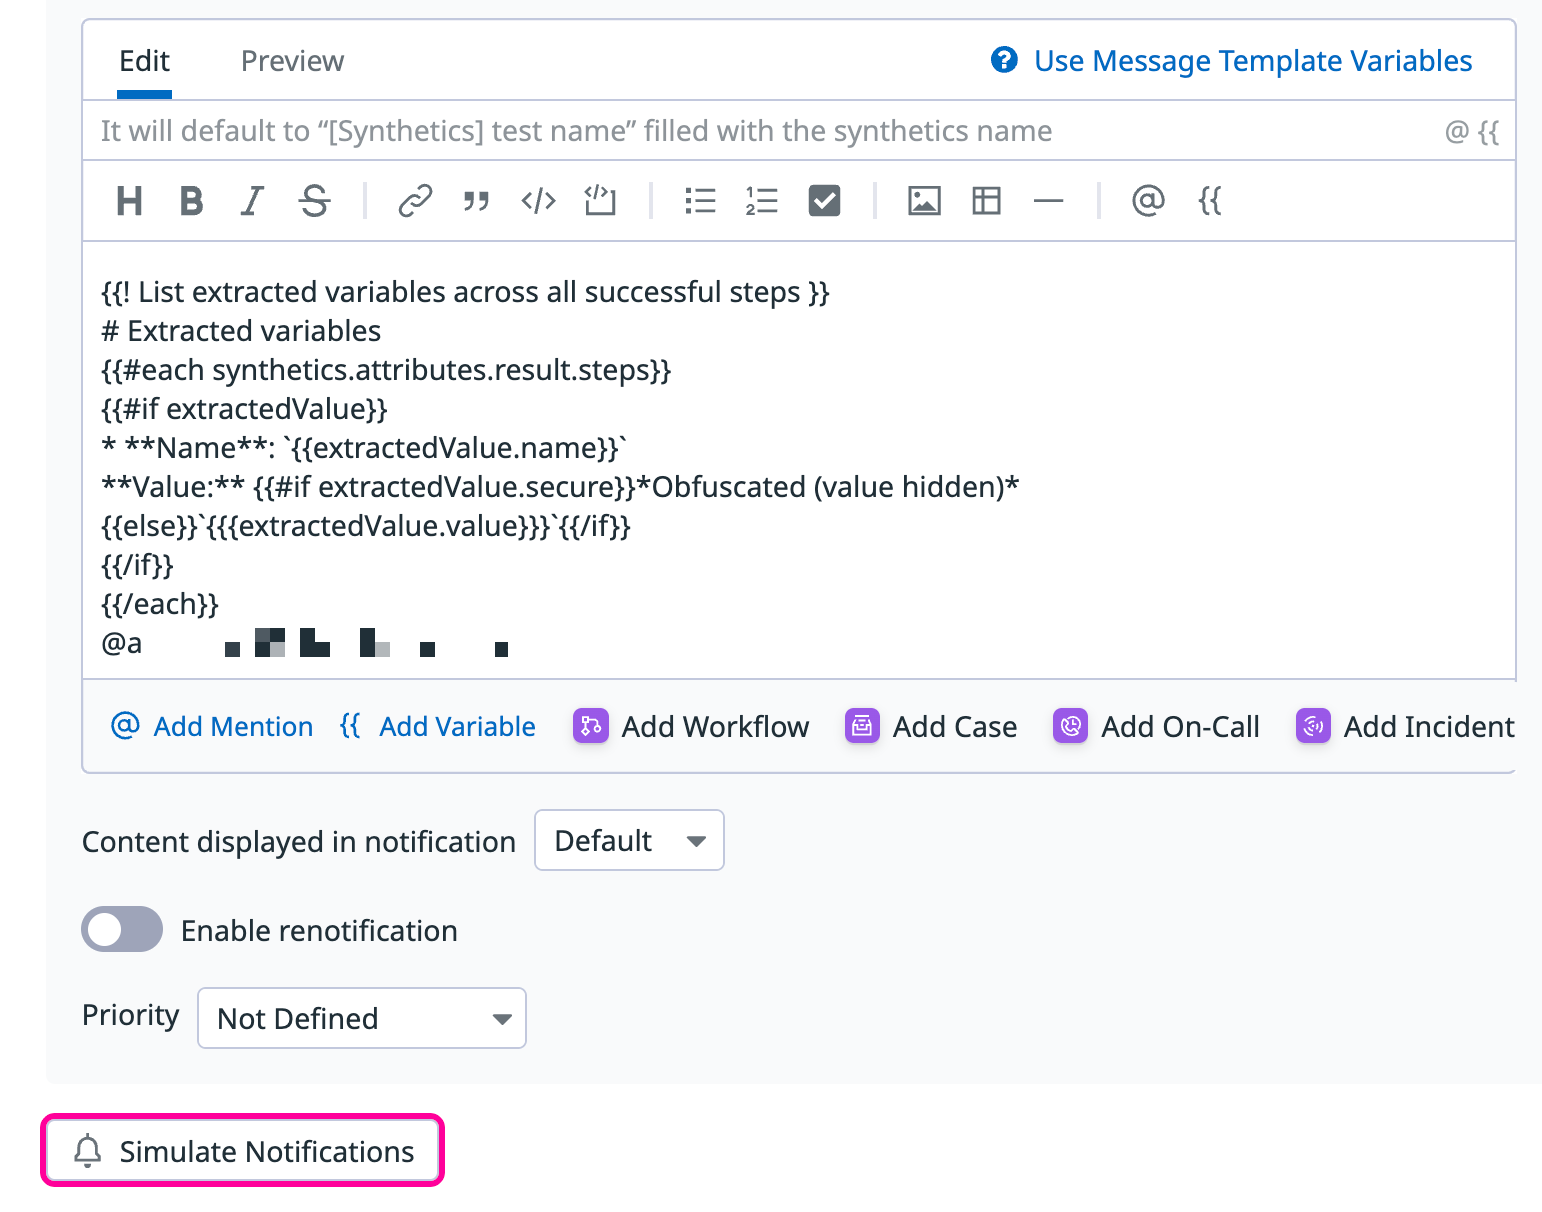 Edit Preview Use Message Template Variables
It will default to “[Synthetics] test name” filled with the synthetics name @ {{
H B I S </> </> @ {{
{{! List extracted variables across all successful steps }}
# Extracted variables
{{#each synthetics.attributes.result.steps}}
{{#if extractedValue}}
* **Name**: `{{extractedValue.name}}`
**Value:** {{#if extractedValue.secure}}*Obfuscated (value hidden)*
{{else}}`{{{extractedValue.value}}}`{{/if}}
{{/if}}
{{/each}}
@a
@ Add Mention {{ Add Variable Add Workflow Add Case Add On-Call Add Incident
Content displayed in notification Default
Enable renotification
Priority Not Defined
Simulate Notifications